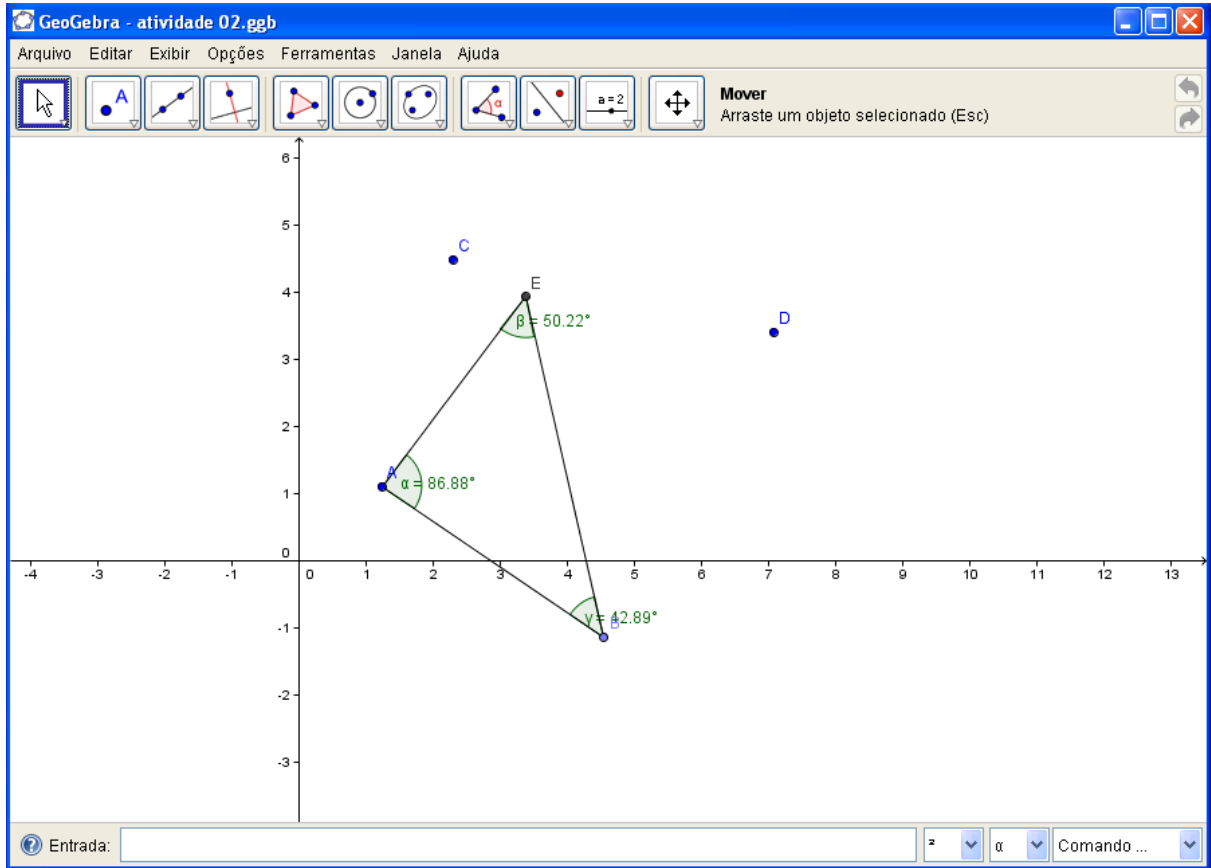 GeoGebra - atividade 02.ggb
Arquivo Editar Exibir Opções Ferramentas Janela Ajuda
A α a=2
Mover
Arraste um objeto selecionado (Esc)
6
5
C
E
4
D
β = 50.22°
3
2
A
α = 86.88°
1
0
-4 -3 -2 -1 0 1 2 3 4 5 6 7 8 9 10 11 12 13
γ = 42.89°
B
-1
-2
-3
Entrada: ² α Comando ...